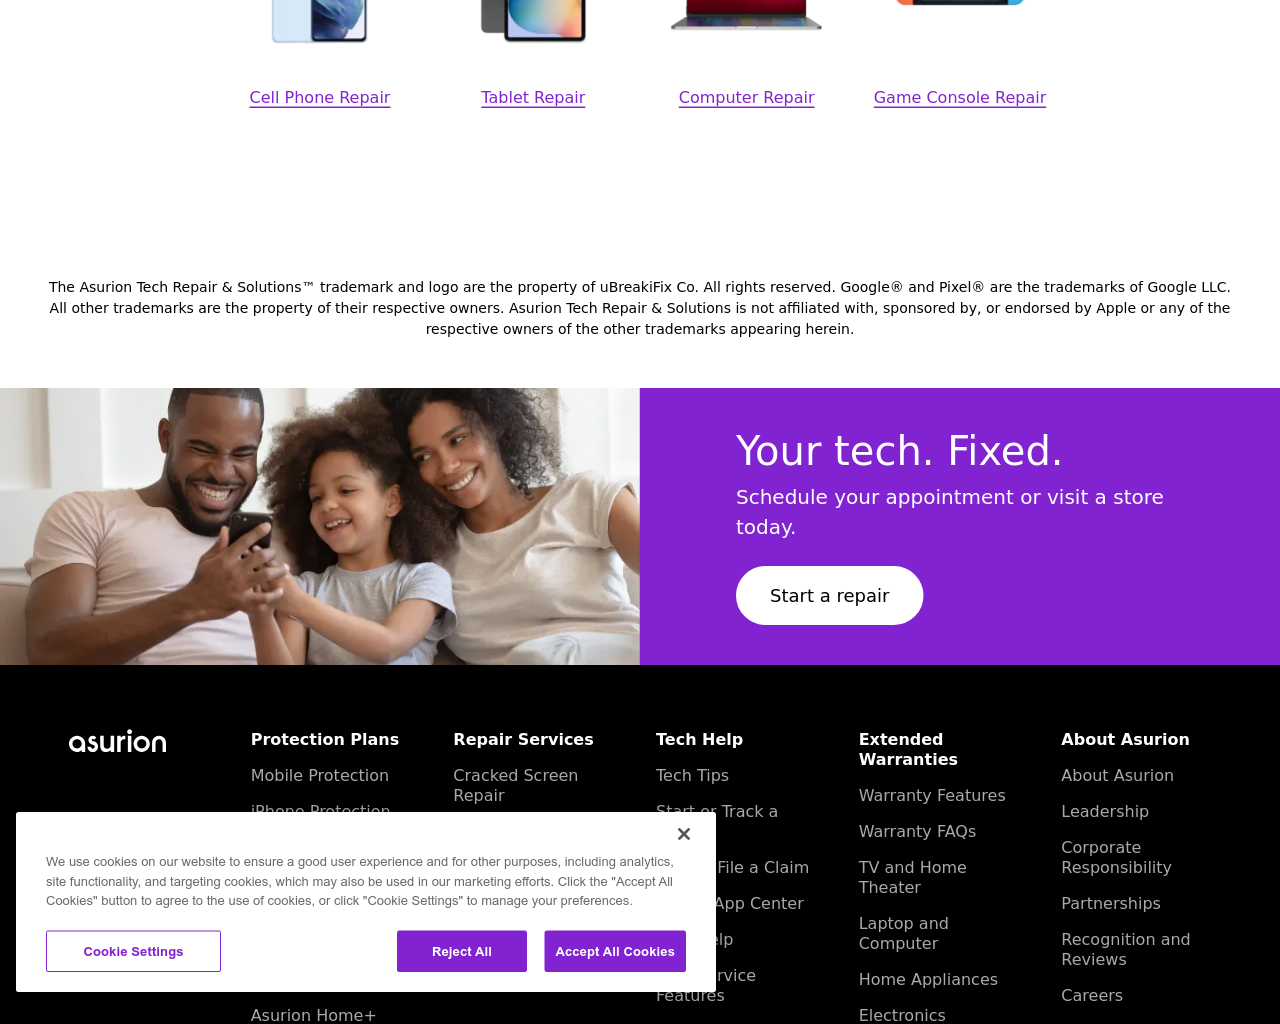 Cell Phone Repair
Tablet Repair
Computer Repair
Game Console Repair
The Asurion Tech Repair & Solutions™ trademark and logo are the property of uBreakiFix Co. All rights reserved. Google® and Pixel® are the trademarks of Google LLC.
All other trademarks are the property of their respective owners. Asurion Tech Repair & Solutions is not affiliated with, sponsored by, or endorsed by Apple or any of the
respective owners of the other trademarks appearing herein.
Your tech. Fixed.
Schedule your appointment or visit a store
today.
Start a repair
asurion
Protection Plans
Mobile Protection
iPhone Protection
Asurion Home+
Repair Services
Cracked Screen
Repair
Tech Help
Tech Tips
Start or Track a
File a Claim
App Center
Features
Extended
Warranties
Warranty Features
Warranty FAQs
TV and Home
Theater
Laptop and
Computer
Home Appliances
Electronics
About Asurion
About Asurion
Leadership
Corporate
Responsibility
Partnerships
Recognition and
Reviews
Careers
We use cookies on our website to ensure a good user experience and for other purposes, including analytics,
site functionality, and targeting cookies, which may also be used in our marketing efforts. Click the "Accept All
Cookies" button to agree to the use of cookies, or click "Cookie Settings" to manage your preferences.
Cookie Settings
Reject All
Accept All Cookies